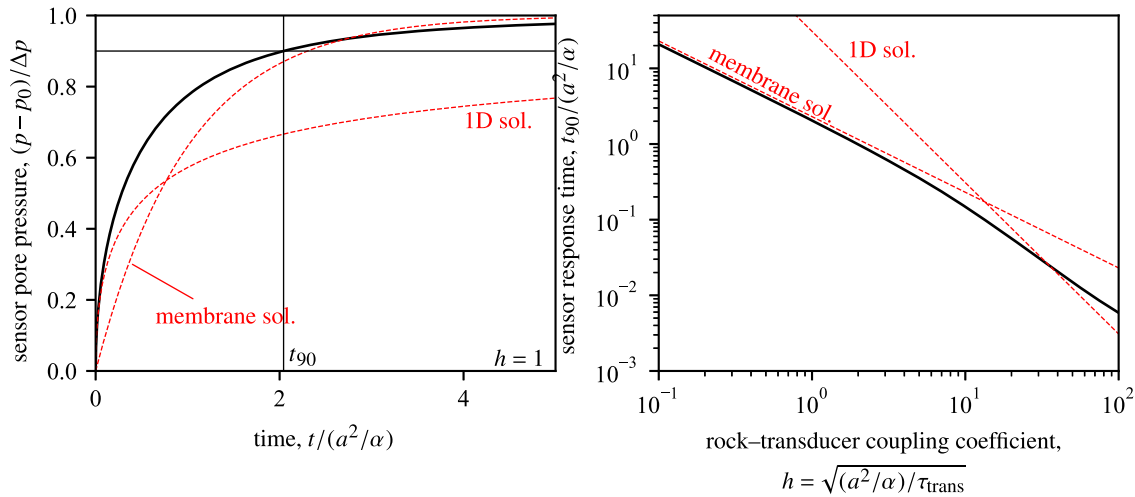 sensor pore pressure, (p − p₀)/Δp
1.0
0.8
0.6
0.4
0.2
0.0
1D sol.
membrane sol.
t₉₀
h = 1
0
2
4
time, t/(a²/α)
sensor response time, t₉₀/(a²/α)
10¹
10⁰
10⁻¹
10⁻²
10⁻³
1D sol.
membrane sol.
10⁻¹
10⁰
10¹
10²
rock–transducer coupling coefficient,
h = √(a²/α)/τ_trans